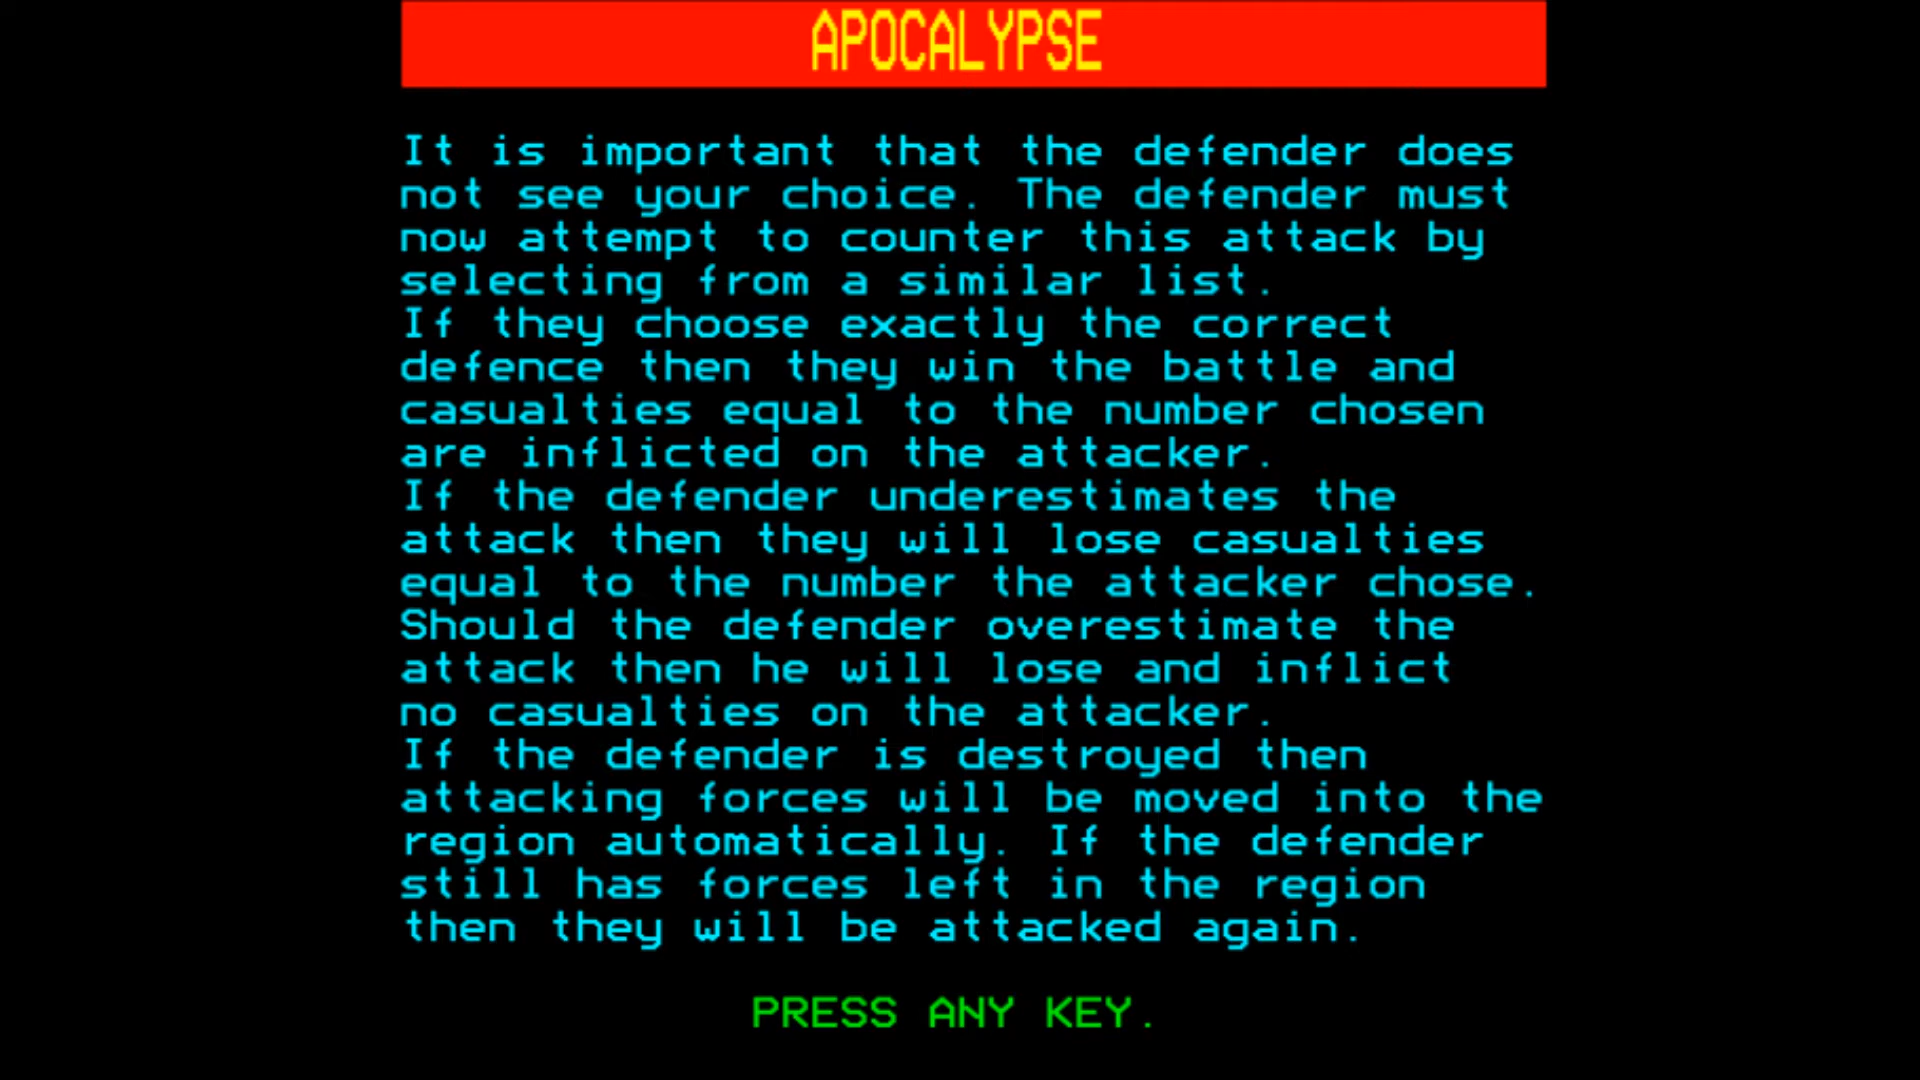 APOCALYPSE
It is important that the defender does
not see your choice. The defender must
now attempt to counter this attack by
selecting from a similar list.
If they choose exactly the correct
defence then they win the battle and
casualties equal to the number chosen
are inflicted on the attacker.
If the defender underestimates the
attack then they will lose casualties
equal to the number the attacker chose.
Should the defender overestimate the
attack then he will lose and inflict
no casualties on the attacker.
If the defender is destroyed then
attacking forces will be moved into the
region automatically. If the defender
still has forces left in the region
then they will be attacked again.
PRESS ANY KEY.